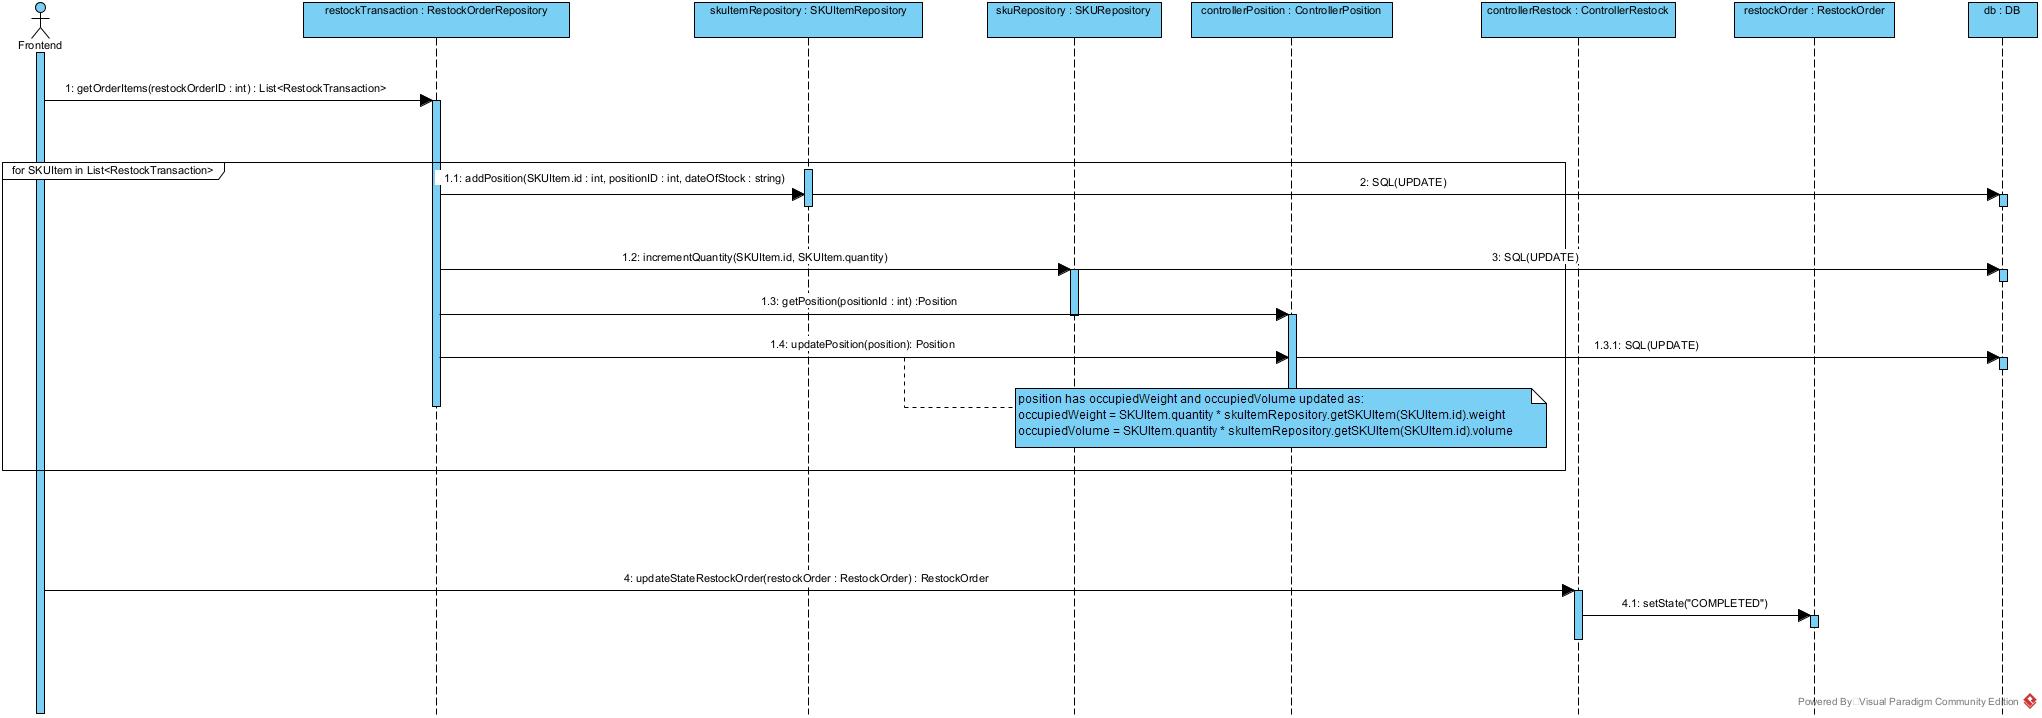 restockTransaction : RestockOrderRepository
skuItemRepository : SKUItemRepository
skuRepository : SKURepository
controllerPosition : ControllerPosition
controllerRestock : ControllerRestock
restockOrder : RestockOrder
db : DB
Frontend
1: getOrderItems(restockOrderID : int) : List<RestockTransaction>
for SKUItem in List<RestockTransaction>
1.1: addPosition(SKUItem.id : int, positionID : int, dateOfStock : string)
2: SQL(UPDATE)
1.2: incrementQuantity(SKUItem.id, SKUItem.quantity)
3: SQL(UPDATE)
1.3: getPosition(positionId : int) :Position
1.4: updatePosition(position): Position
1.3.1: SQL(UPDATE)
position has occupiedWeight and occupiedVolume updated as:
occupiedWeight = SKUItem.quantity * skuItemRepository.getSKUItem(SKUItem.id).weight
occupiedVolume = SKUItem.quantity * skuItemRepository.getSKUItem(SKUItem.id).volume
4: updateStateRestockOrder(restockOrder : RestockOrder) : RestockOrder
4.1: setState("COMPLETED")
Powered By Visual Paradigm Community Edition